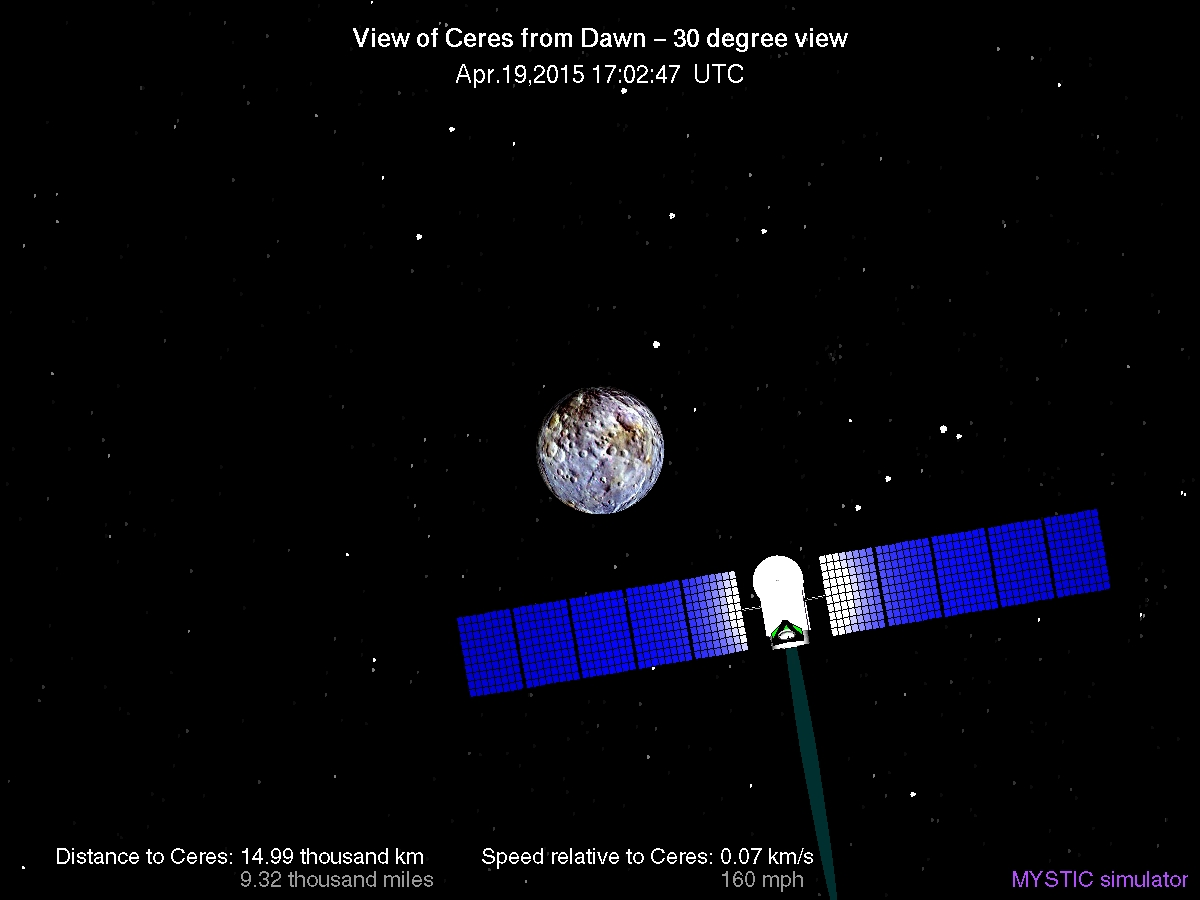 View of Ceres from Dawn – 30 degree view
Apr.19,2015 17:02:47 UTC
Distance to Ceres: 14.99 thousand km
9.32 thousand miles
Speed relative to Ceres: 0.07 km/s
160 mph
MYSTIC simulator